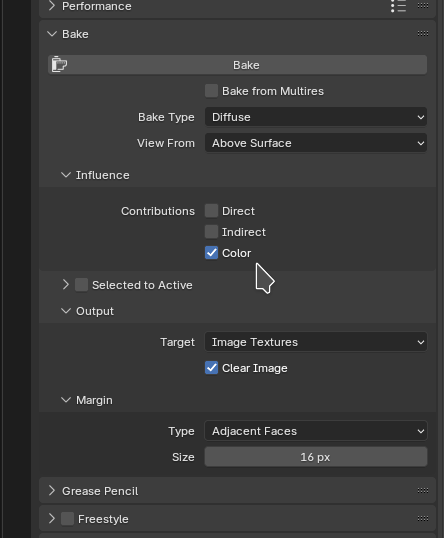 Performance
Bake
Bake
Bake from Multires
Bake Type Diffuse
View From Above Surface
Influence
Contributions Direct
Indirect
Color
Selected to Active
Output
Target Image Textures
Clear Image
Margin
Type Adjacent Faces
Size 16 px
Grease Pencil
Freestyle